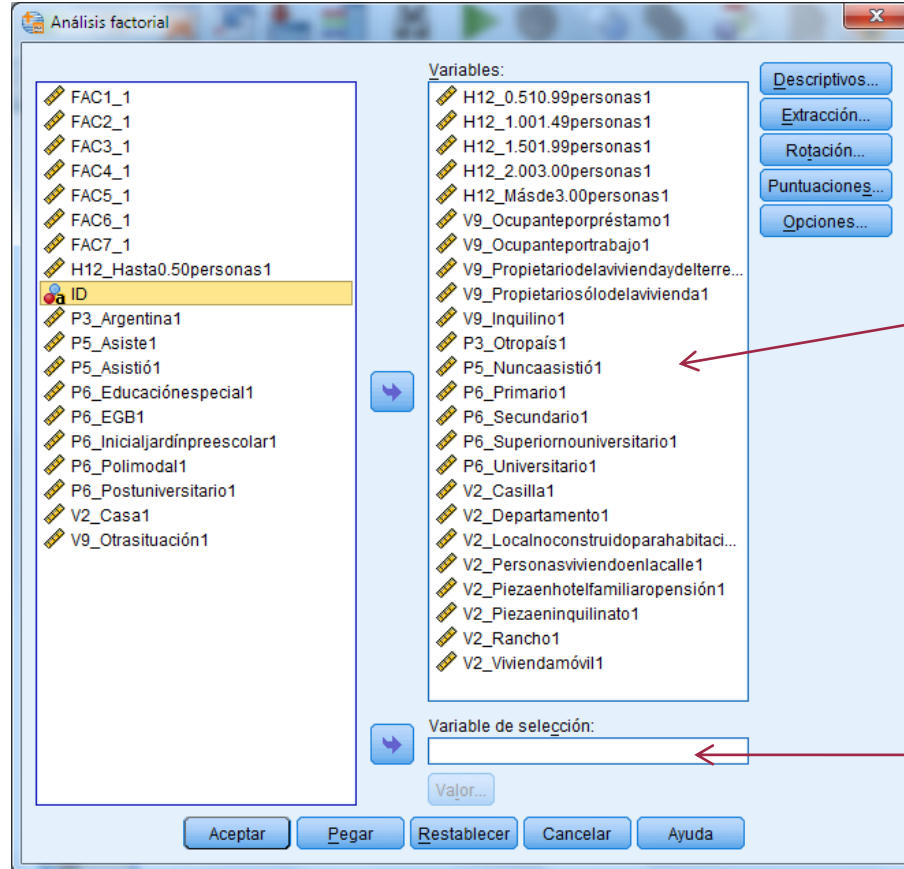 Análisis factorial
FAC1_1
FAC2_1
FAC3_1
FAC4_1
FAC5_1
FAC6_1
FAC7_1
H12_Hasta0.50personas1
ID
P3_Argentina1
P5_Asiste1
P5_Asistió1
P6_Educaciónespecial1
P6_EGB1
P6_Inicialjardínpreescolar1
P6_Polimodal1
P6_Postuniversitario1
V2_Casa1
V9_Otrasituación1
Variables:
H12_0.510.99personas1
H12_1.001.49personas1
H12_1.501.99personas1
H12_2.003.00personas1
H12_Másde3.00personas1
V9_Ocupanteporpréstamo1
V9_Ocupanteportrabajo1
V9_Propietariodelaviviendaydelterre...
V9_Propietariosólodelavivienda1
V9_Inquilino1
P3_Otropaís1
P5_Nuncaasistió1
P6_Primario1
P6_Secundario1
P6_Superiornouniversitario1
P6_Universitario1
V2_Casilla1
V2_Departamento1
V2_Localnoconstruidoparahabitaci...
V2_Personasviviendoenlacalle1
V2_Piezaenhotelfamiliaropensión1
V2_Piezaeninquilinato1
V2_Rancho1
V2_Viviendamóvil1
Variable de selección:
Valor...
Descriptivos...
Extracción...
Rotación...
Puntuaciones...
Opciones...
Aceptar
Pegar
Restablecer
Cancelar
Ayuda